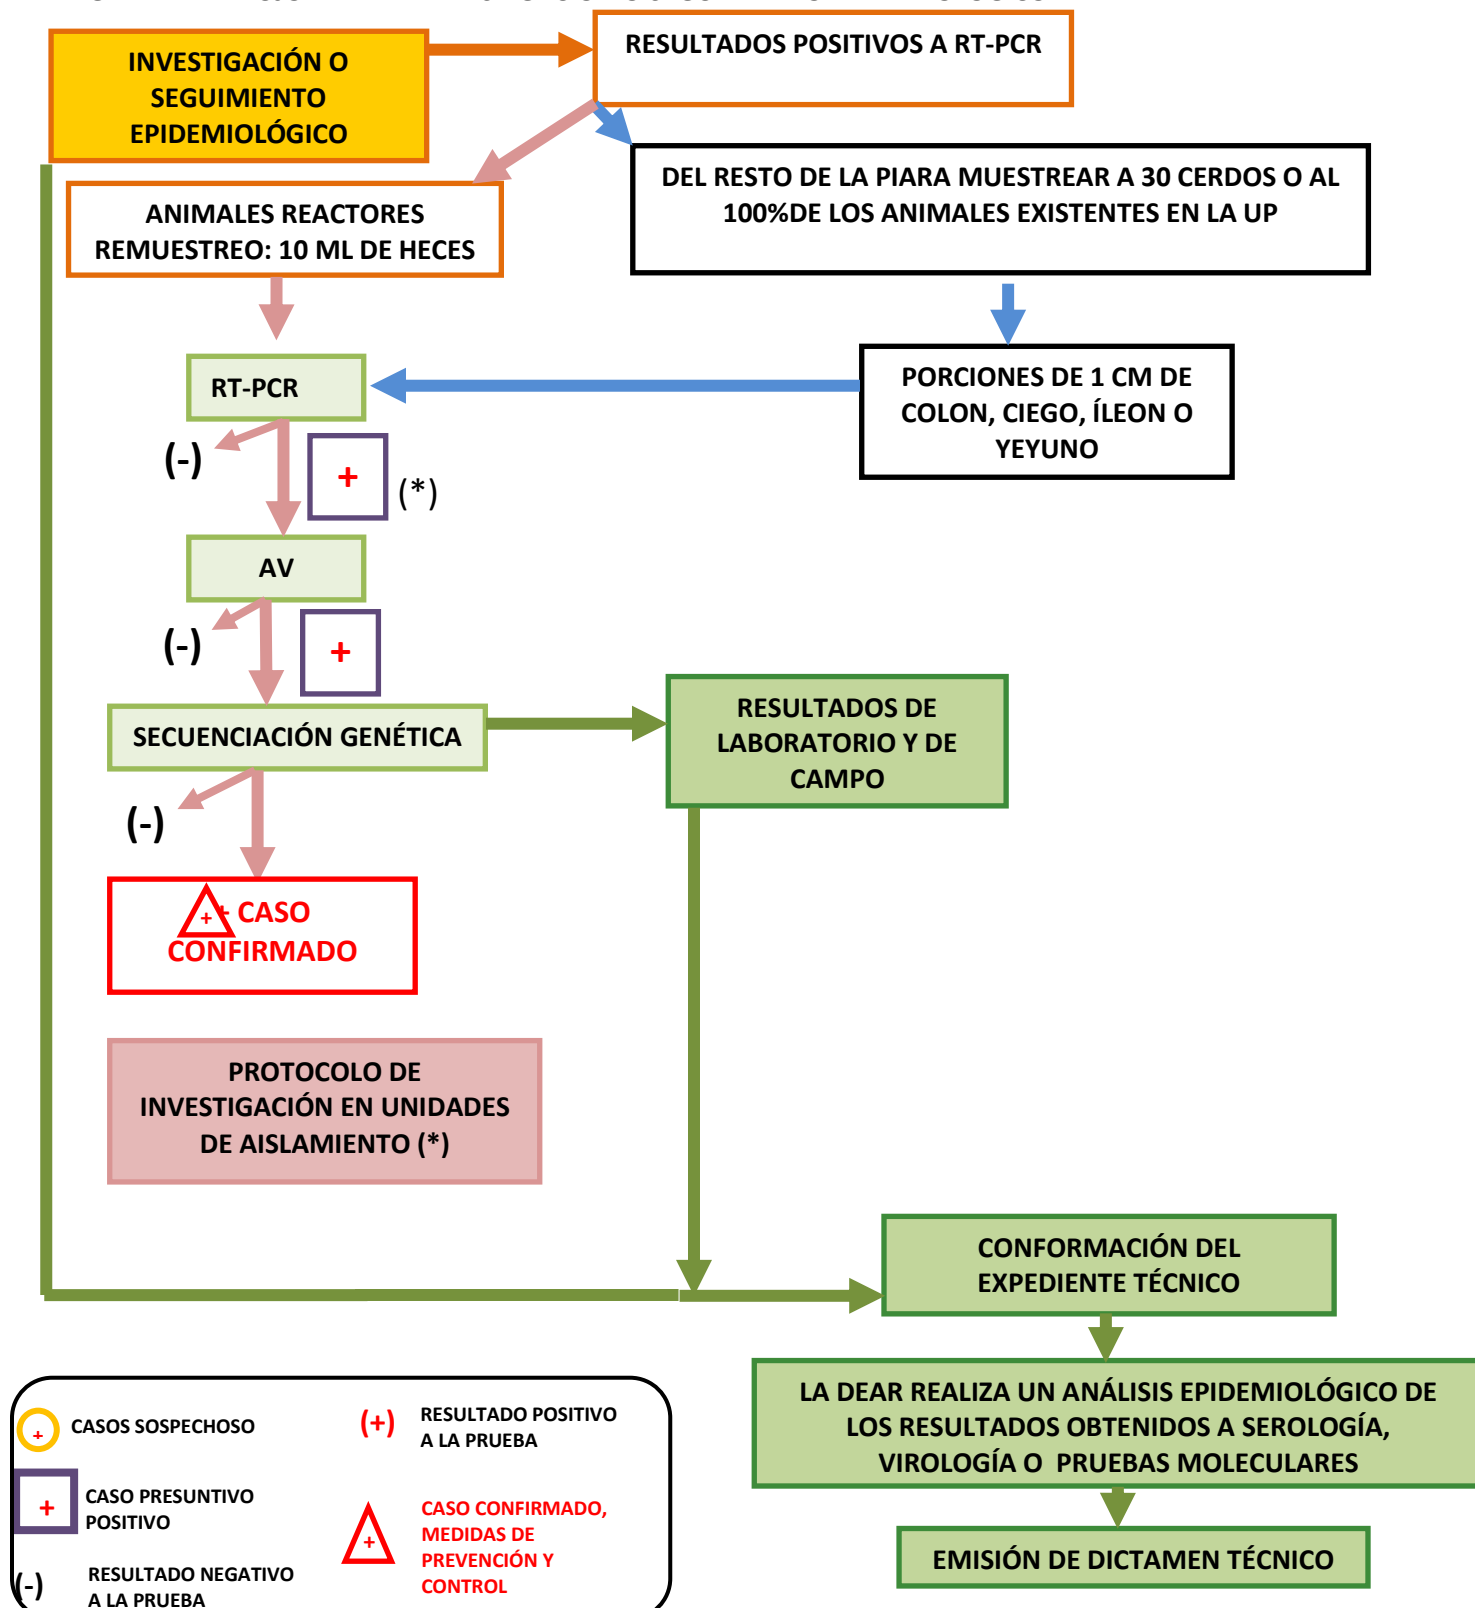 INVESTIGACIÓN O
SEGUIMIENTO
EPIDEMIOLÓGICO
RESULTADOS POSITIVOS A RT-PCR
DEL RESTO DE LA PIARA MUESTREAR A 30 CERDOS O AL
100%DE LOS ANIMALES EXISTENTES EN LA UP
ANIMALES REACTORES
REMUESTREO: 10 ML DE HECES
RT-PCR
PORCIONES DE 1 CM DE
COLON, CIEGO, ÍLEON O
YEYUNO
(-)
+
(*)
AV
(-)
+
SECUENCIACIÓN GENÉTICA
RESULTADOS DE
LABORATORIO Y DE
CAMPO
(-)
+ CASO
CONFIRMADO
PROTOCOLO DE
INVESTIGACIÓN EN UNIDADES
DE AISLAMIENTO (*)
CONFORMACIÓN DEL
EXPEDIENTE TÉCNICO
LA DEAR REALIZA UN ANÁLISIS EPIDEMIOLÓGICO DE
LOS RESULTADOS OBTENIDOS A SEROLOGÍA,
VIROLOGÍA O PRUEBAS MOLECULARES
EMISIÓN DE DICTAMEN TÉCNICO
+ CASOS SOSPECHOSO
+ CASO PRESUNTIVO
POSITIVO
(-) RESULTADO NEGATIVO
A LA PRUEBA
(+) RESULTADO POSITIVO
A LA PRUEBA
+ CASO CONFIRMADO,
MEDIDAS DE
PREVENCIÓN Y
CONTROL